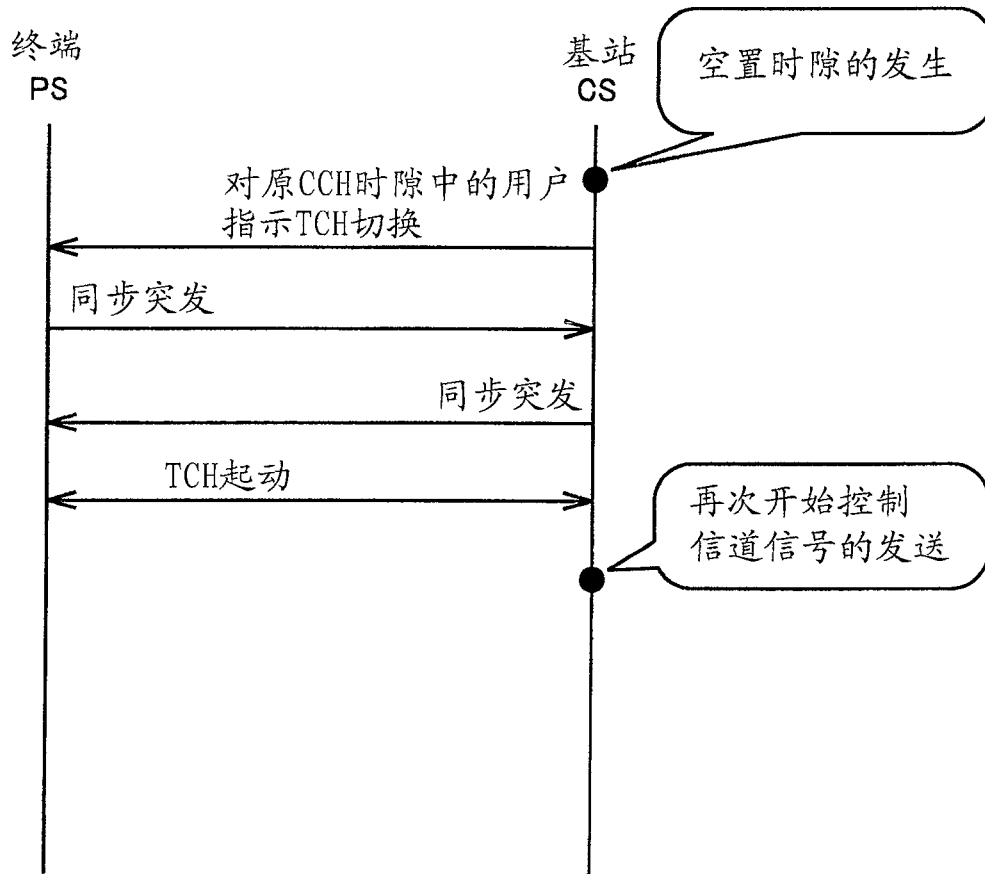 终端
PS
基站
CS
空置时隙的发生
对原CCH时隙中的用户
指示TCH切换
同步突发
同步突发
TCH起动
再次开始控制
信道信号的发送